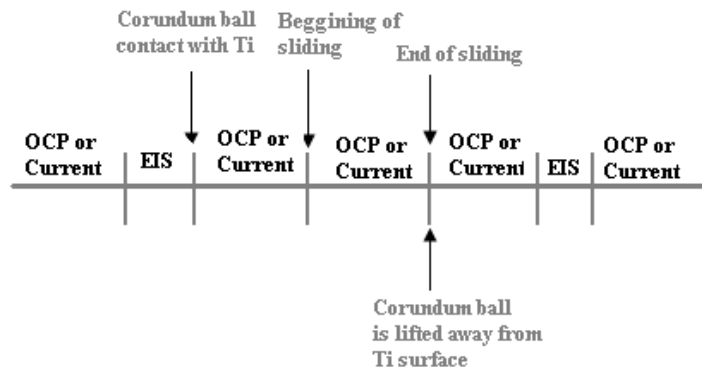 Corundum ball
contact with Ti
Beggining of
sliding
End of sliding
OCP or
Current
EIS
OCP or
Current
OCP or
Current
OCP or
Current
EIS
OCP or
Current
Corundum ball
is lifted away from
Ti surface